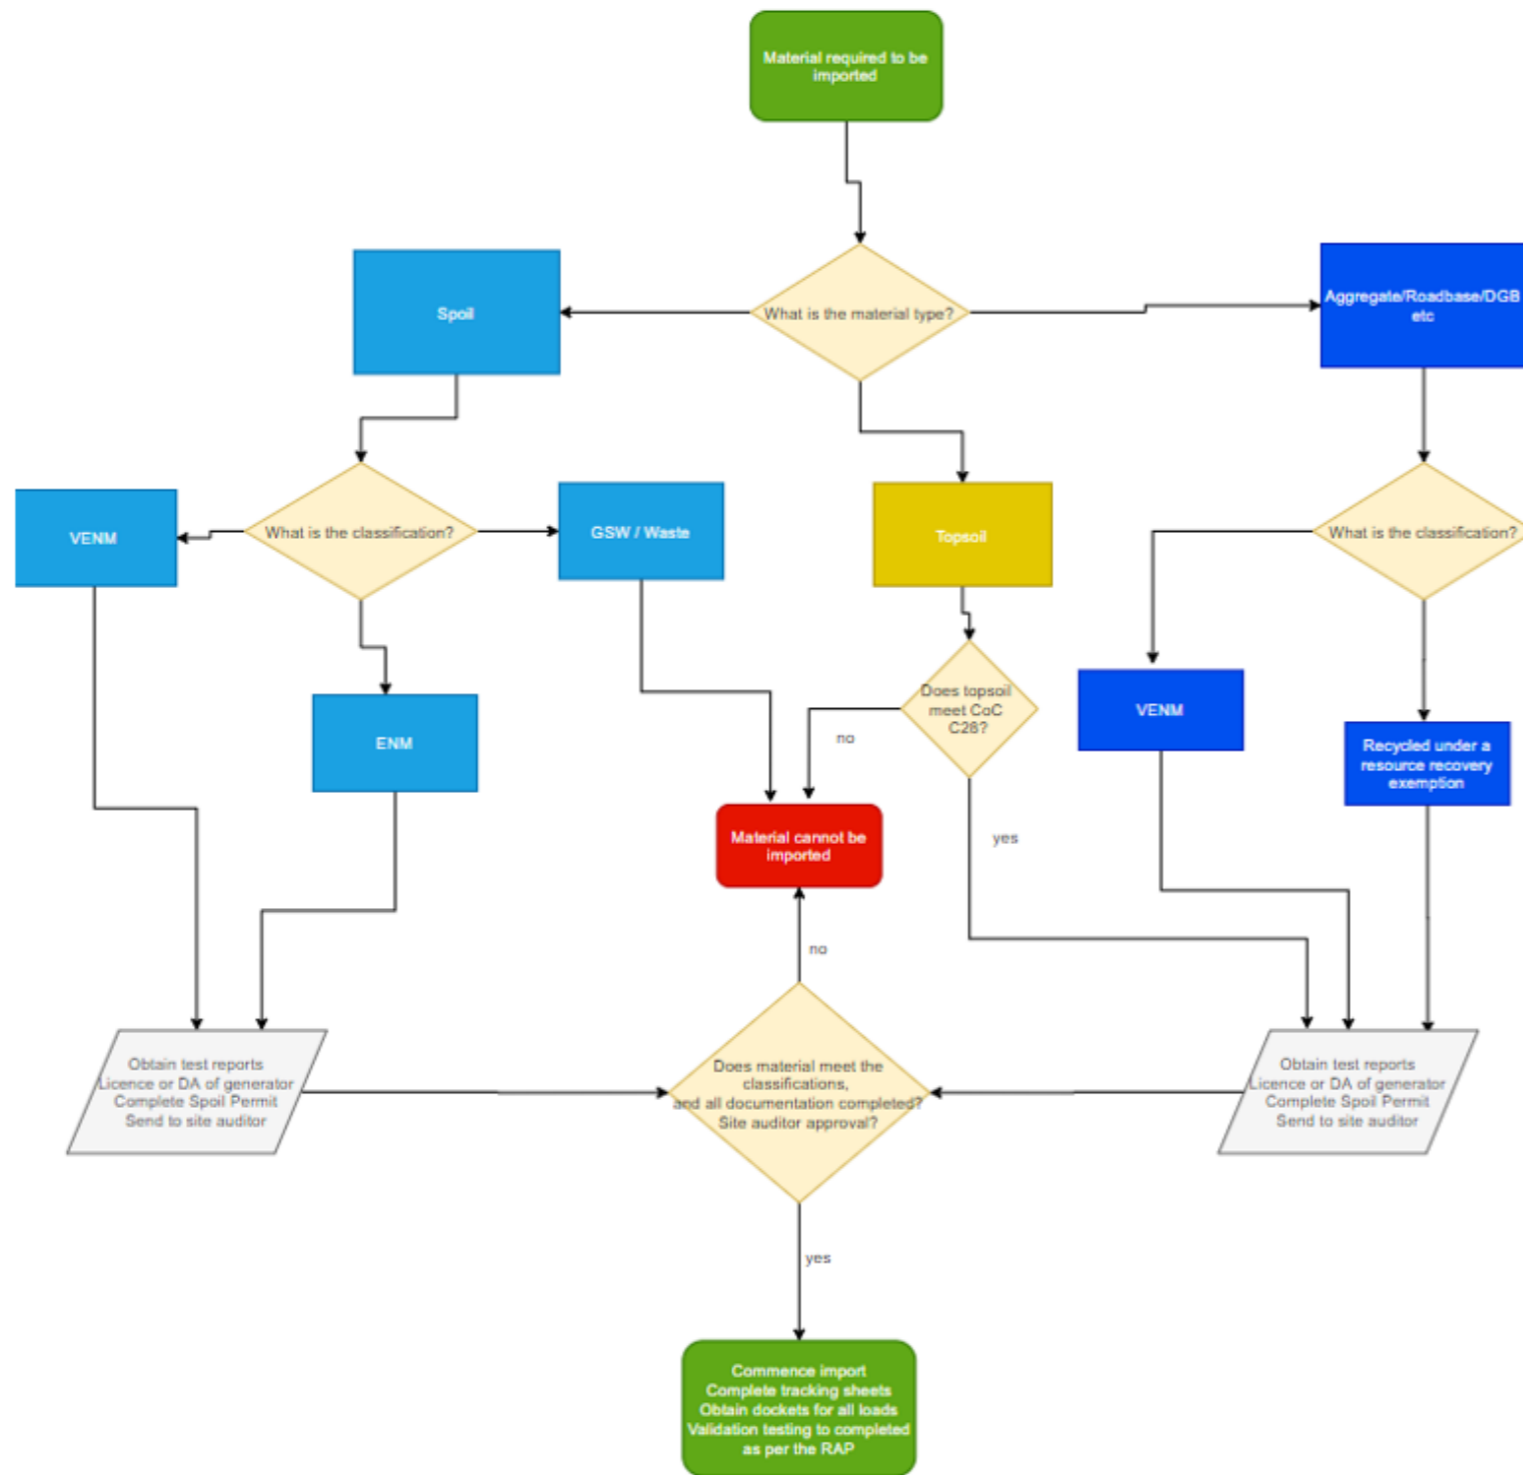 Material required to be
imported
What is the material type?
Spoil
Aggregate/Roadbase/DGB
etc
What is the classification?
VENM
GSW / Waste
Topsoil
What is the classification?
ENM
Does topsoil
meet CoC
C28?
no
VENM
Recycled under a
resource recovery
exemption
Material cannot be
imported
yes
no
Obtain test reports
Licence or DA of generator
Complete Spoil Permit
Send to site auditor
Does material meet the
classifications,
and all documentation completed?
Site auditor approval?
Obtain test reports
Licence or DA of generator
Complete Spoil Permit
Send to site auditor
yes
Commence import
Complete tracking sheets
Obtain dockets for all loads
Validation testing to completed
as per the RAP